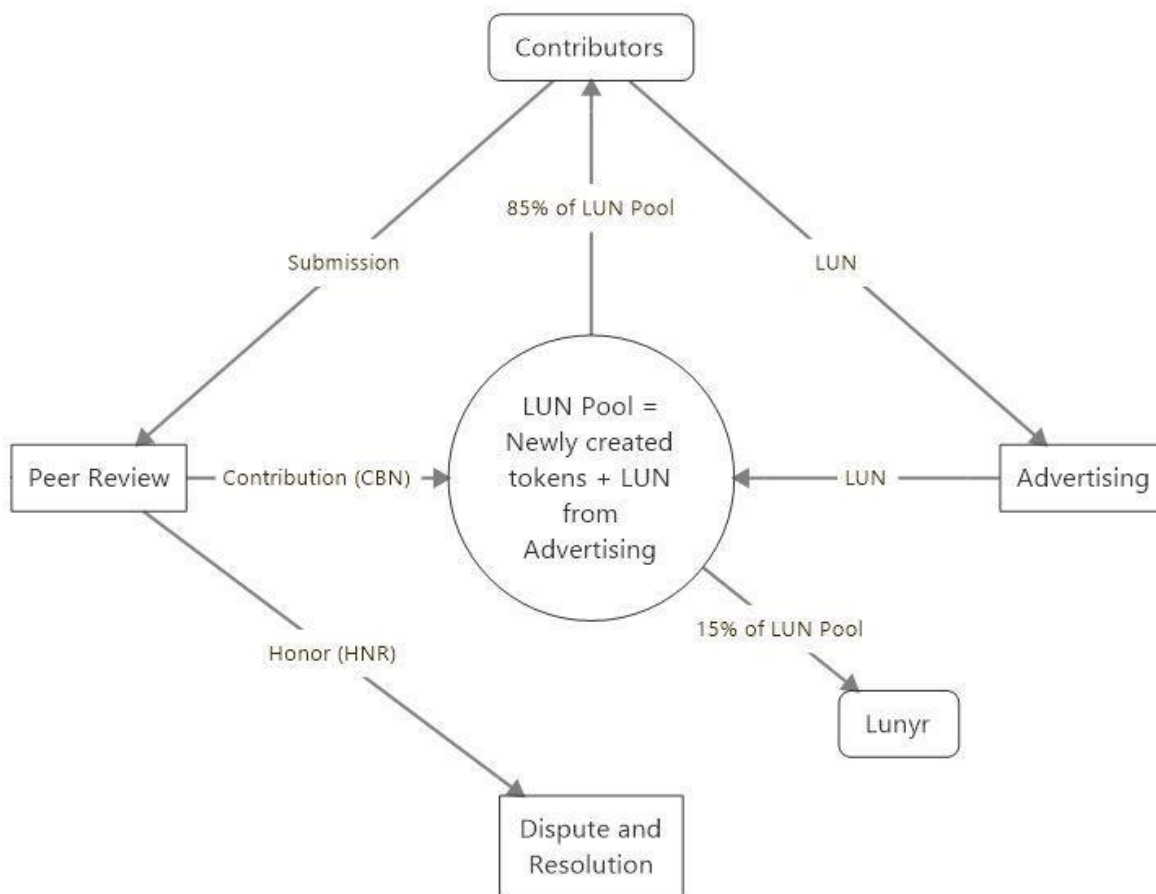 Contributors
85% of LUN Pool
Submission
LUN
LUN Pool =
Newly created
tokens + LUN
from
Advertising
Peer Review
Contribution (CBN)
LUN
Advertising
15% of LUN Pool
Honor (HNR)
Lunyr
Dispute and
Resolution